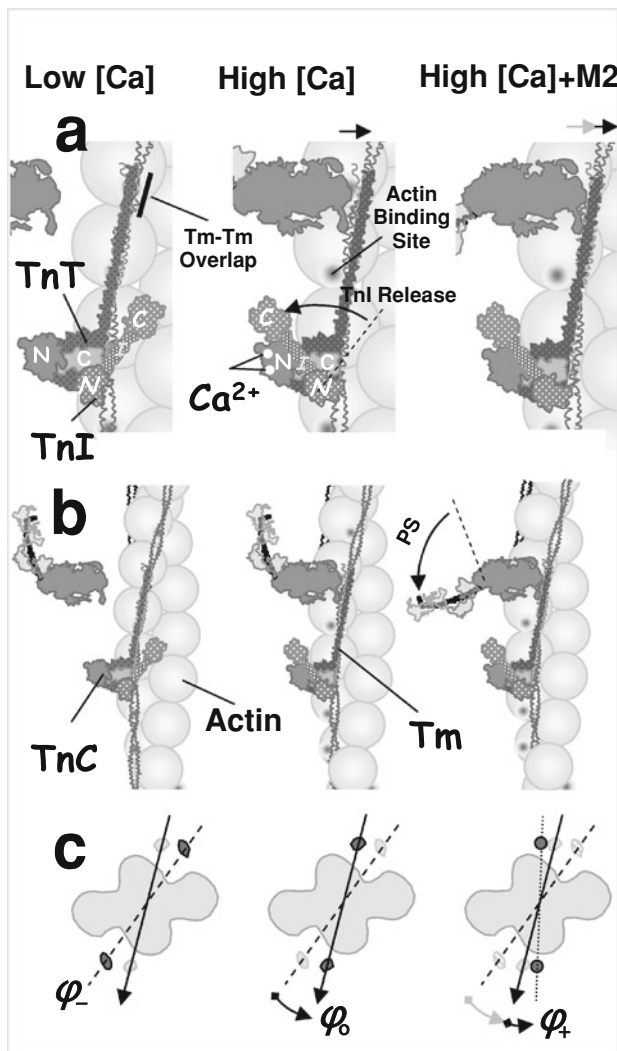 Low [Ca]
High [Ca]
High [Ca]+M2
a
Tm-Tm
Overlap
Actin
Binding
Site
TnT
TnI Release
C
N
C
N
C
N
I
C
N
Ca2+
TnI
b
PS
Actin
Tm
TnC
c
φ₋
φ₀
φ₊